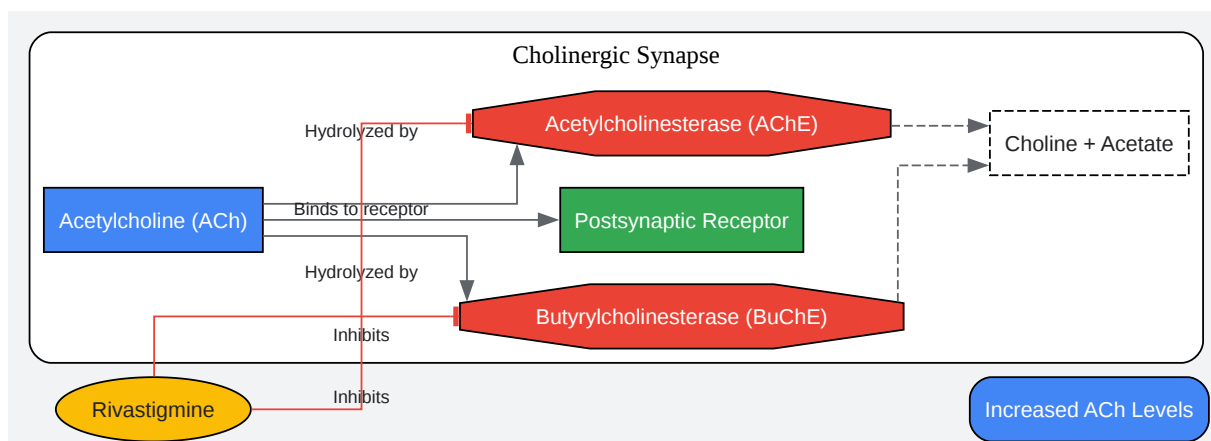 Cholinergic Synapse
Hydrolyzed by
Acetylcholinesterase (AChE)
Choline + Acetate
Acetylcholine (ACh)
Binds to receptor
Postsynaptic Receptor
Hydrolyzed by
Butyrylcholinesterase (BuChE)
Inhibits
Rivastigmine
Inhibits
Increased ACh Levels